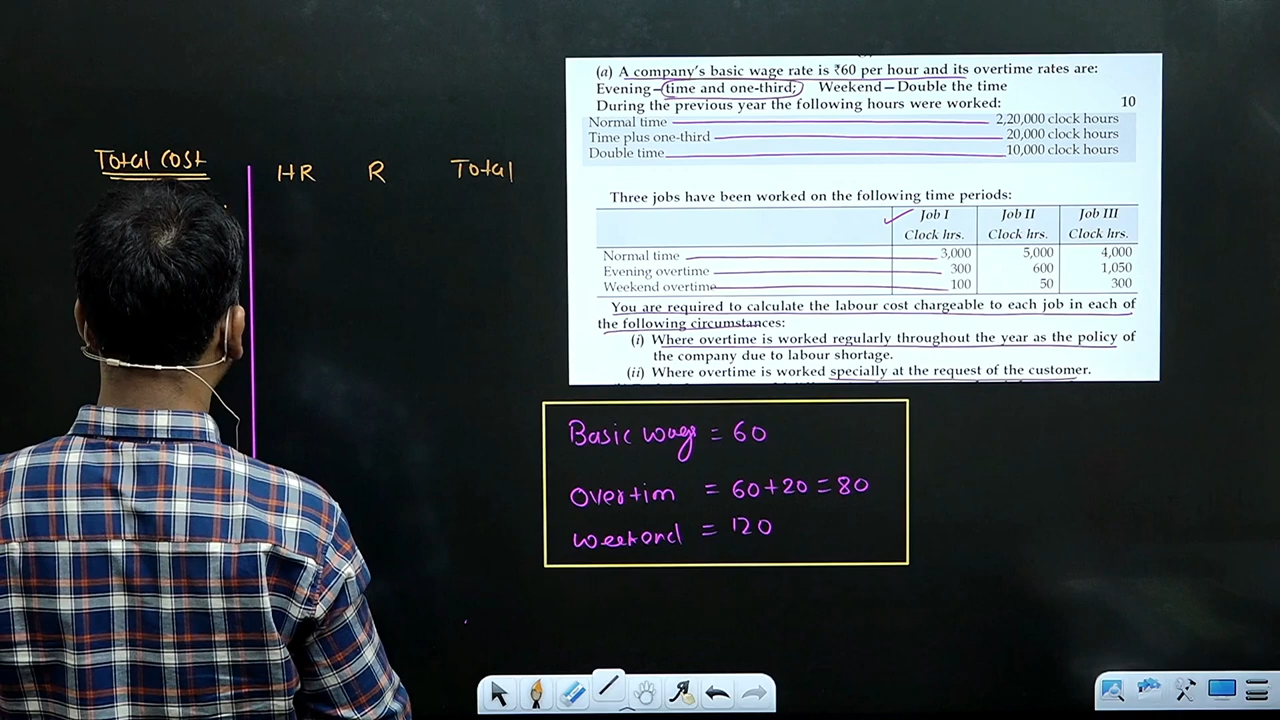 (a) A company's basic wage rate is ₹60 per hour and its overtime rates are:
Evening—time and one-third; Weekend—Double the time
During the previous year the following hours were worked: 10
Normal time 2,20,000 clock hours
Time plus one-third 20,000 clock hours
Double time 10,000 clock hours
Three jobs have been worked on the following time periods:
Job I Job II Job III
Clock hrs. Clock hrs. Clock hrs.
Normal time 3,000 5,000 4,000
Evening overtime 300 600 1,050
Weekend overtime 100 50 300
You are required to calculate the labour cost chargeable to each job in each of
the following circumstances:
(i) Where overtime is worked regularly throughout the year as the policy of
the company due to labour shortage.
(ii) Where overtime is worked specially at the request of the customer.
Total Cost HR R Total
Basic wage = 60
Overtim = 60+20=80
Weekend = 120